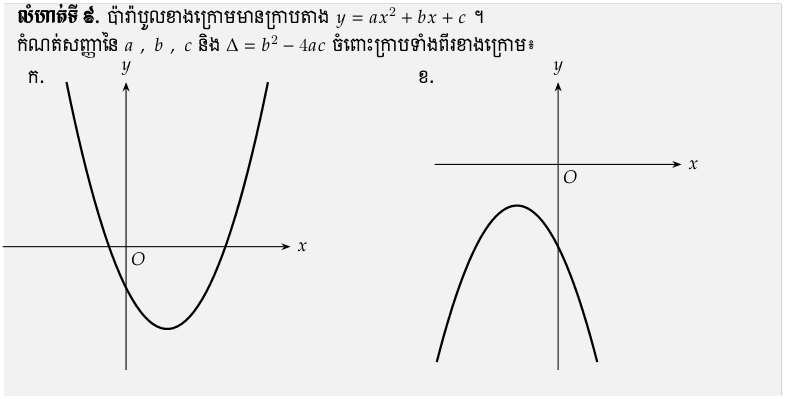 លំហាត់ទី ៩. ប៉ារ៉ាបូលខាងក្រោមមានក្រាបតាង y = ax² + bx + c ។
កំណត់សញ្ញានៃ a , b , c និង Δ = b² − 4ac ចំពោះក្រាបទាំងពីរខាងក្រោម៖
ក.
y
O
x
ខ.
y
x
O